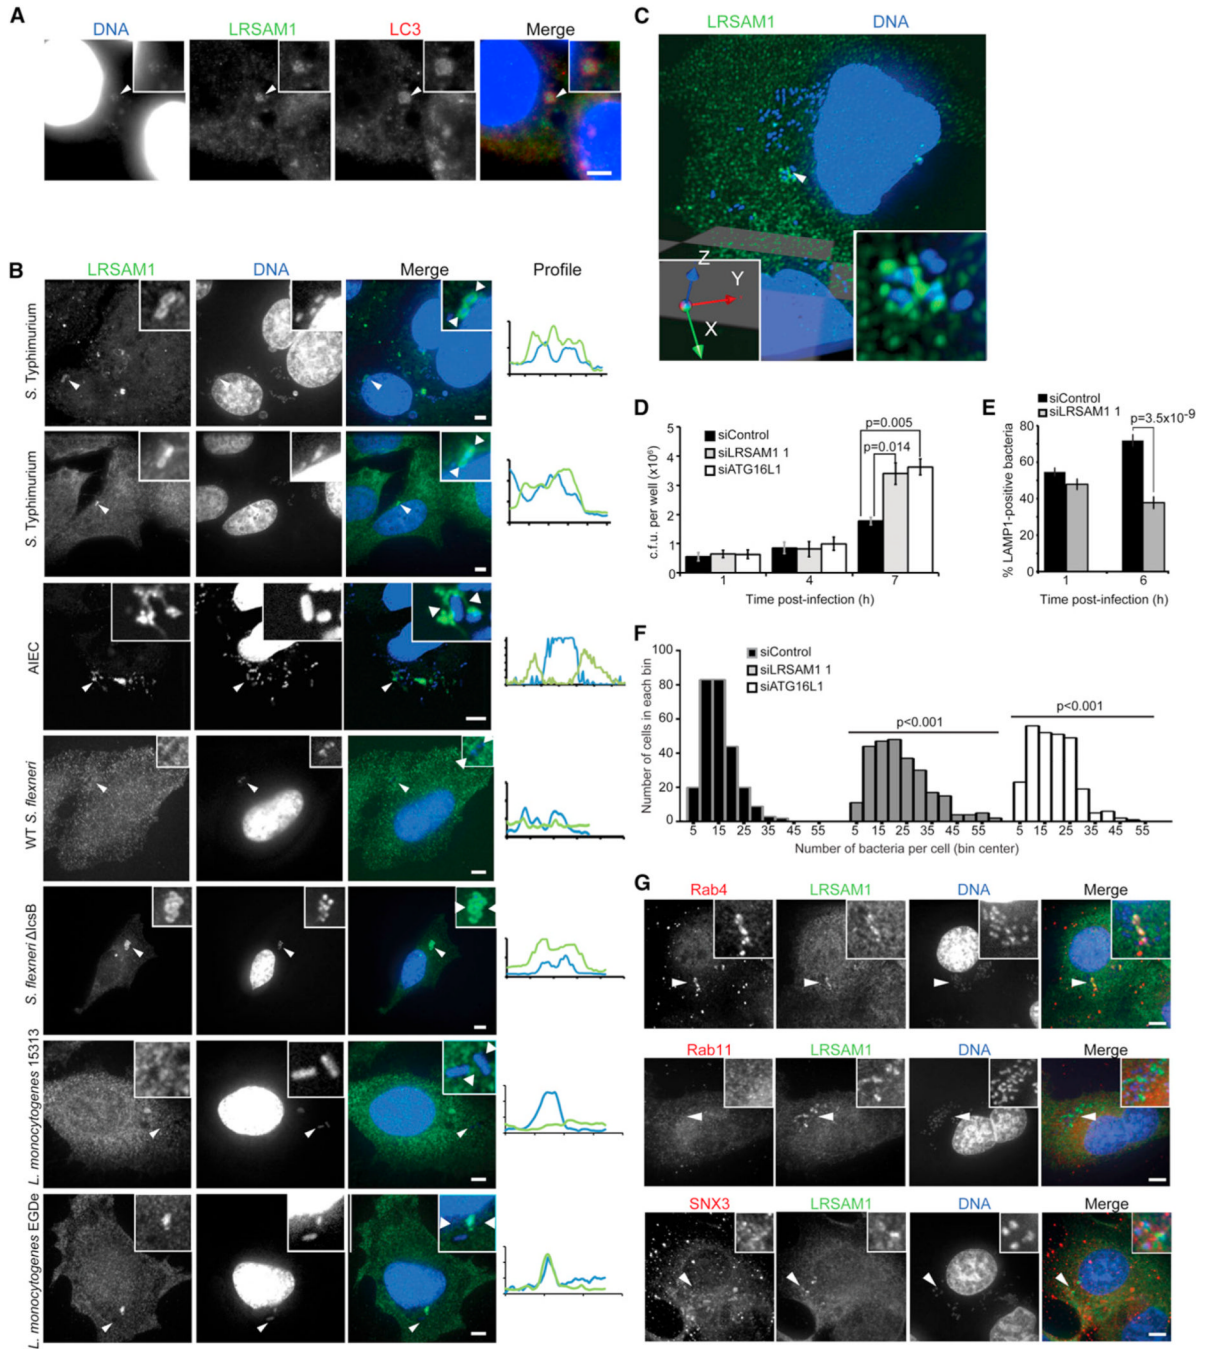 A
DNA
LRSAM1
LC3
Merge
B
LRSAM1
DNA
Merge
Profile
S. Typhimurium
S. Typhimurium
AIEC
WT S. flexneri
S. flexneri ΔIcsB
L. monocytogenes 15313
L. monocytogenes EGDe
C
LRSAM1
DNA
Z
Y
X
D
siControl
siLRSAM1 1
siATG16L1
p=0.005
p=0.014
c.f.u. per well (x10⁶)
5
4
3
2
1
0
1
4
7
Time post-infection (h)
E
siControl
siLRSAM1 1
p=3.5x10⁻⁹
% LAMP1-positive bacteria
80
60
40
20
0
1
6
Time post-infection (h)
F
siControl
siLRSAM1 1
siATG16L1
p<0.001
p<0.001
Number of cells in each bin
100
80
60
40
20
0
5 15 25 35 45 55
5 15 25 35 45 55
5 15 25 35 45 55
Number of bacteria per cell (bin center)
G
Rab4
LRSAM1
DNA
Merge
Rab11
LRSAM1
DNA
Merge
SNX3
LRSAM1
DNA
Merge